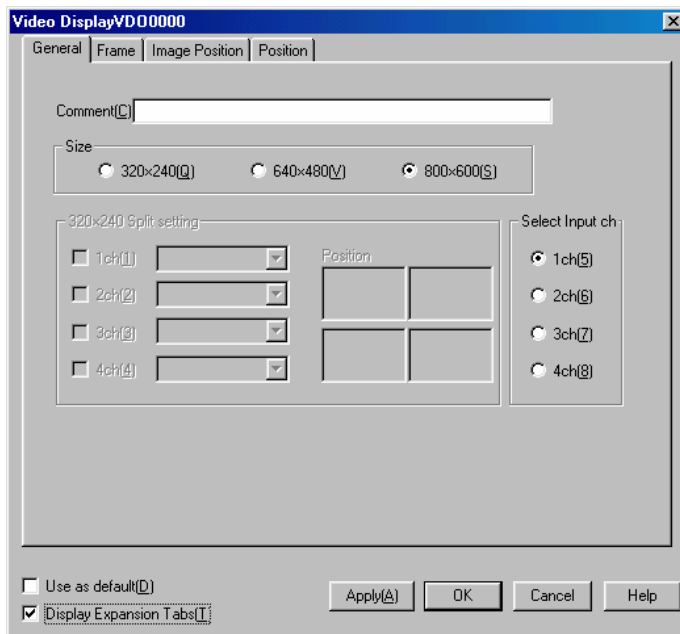 Video DisplayVDO0000
General Frame Image Position Position
Comment(C)
Size
320×240(Q) 640×480(V) 800×600(S)
320×240 Split setting
Select Input ch
1ch(1)
2ch(2)
3ch(3)
4ch(4)
Position
1ch(5)
2ch(6)
3ch(7)
4ch(8)
Use as default(D)
Display Expansion Tabs(T)
Apply(A) OK Cancel Help